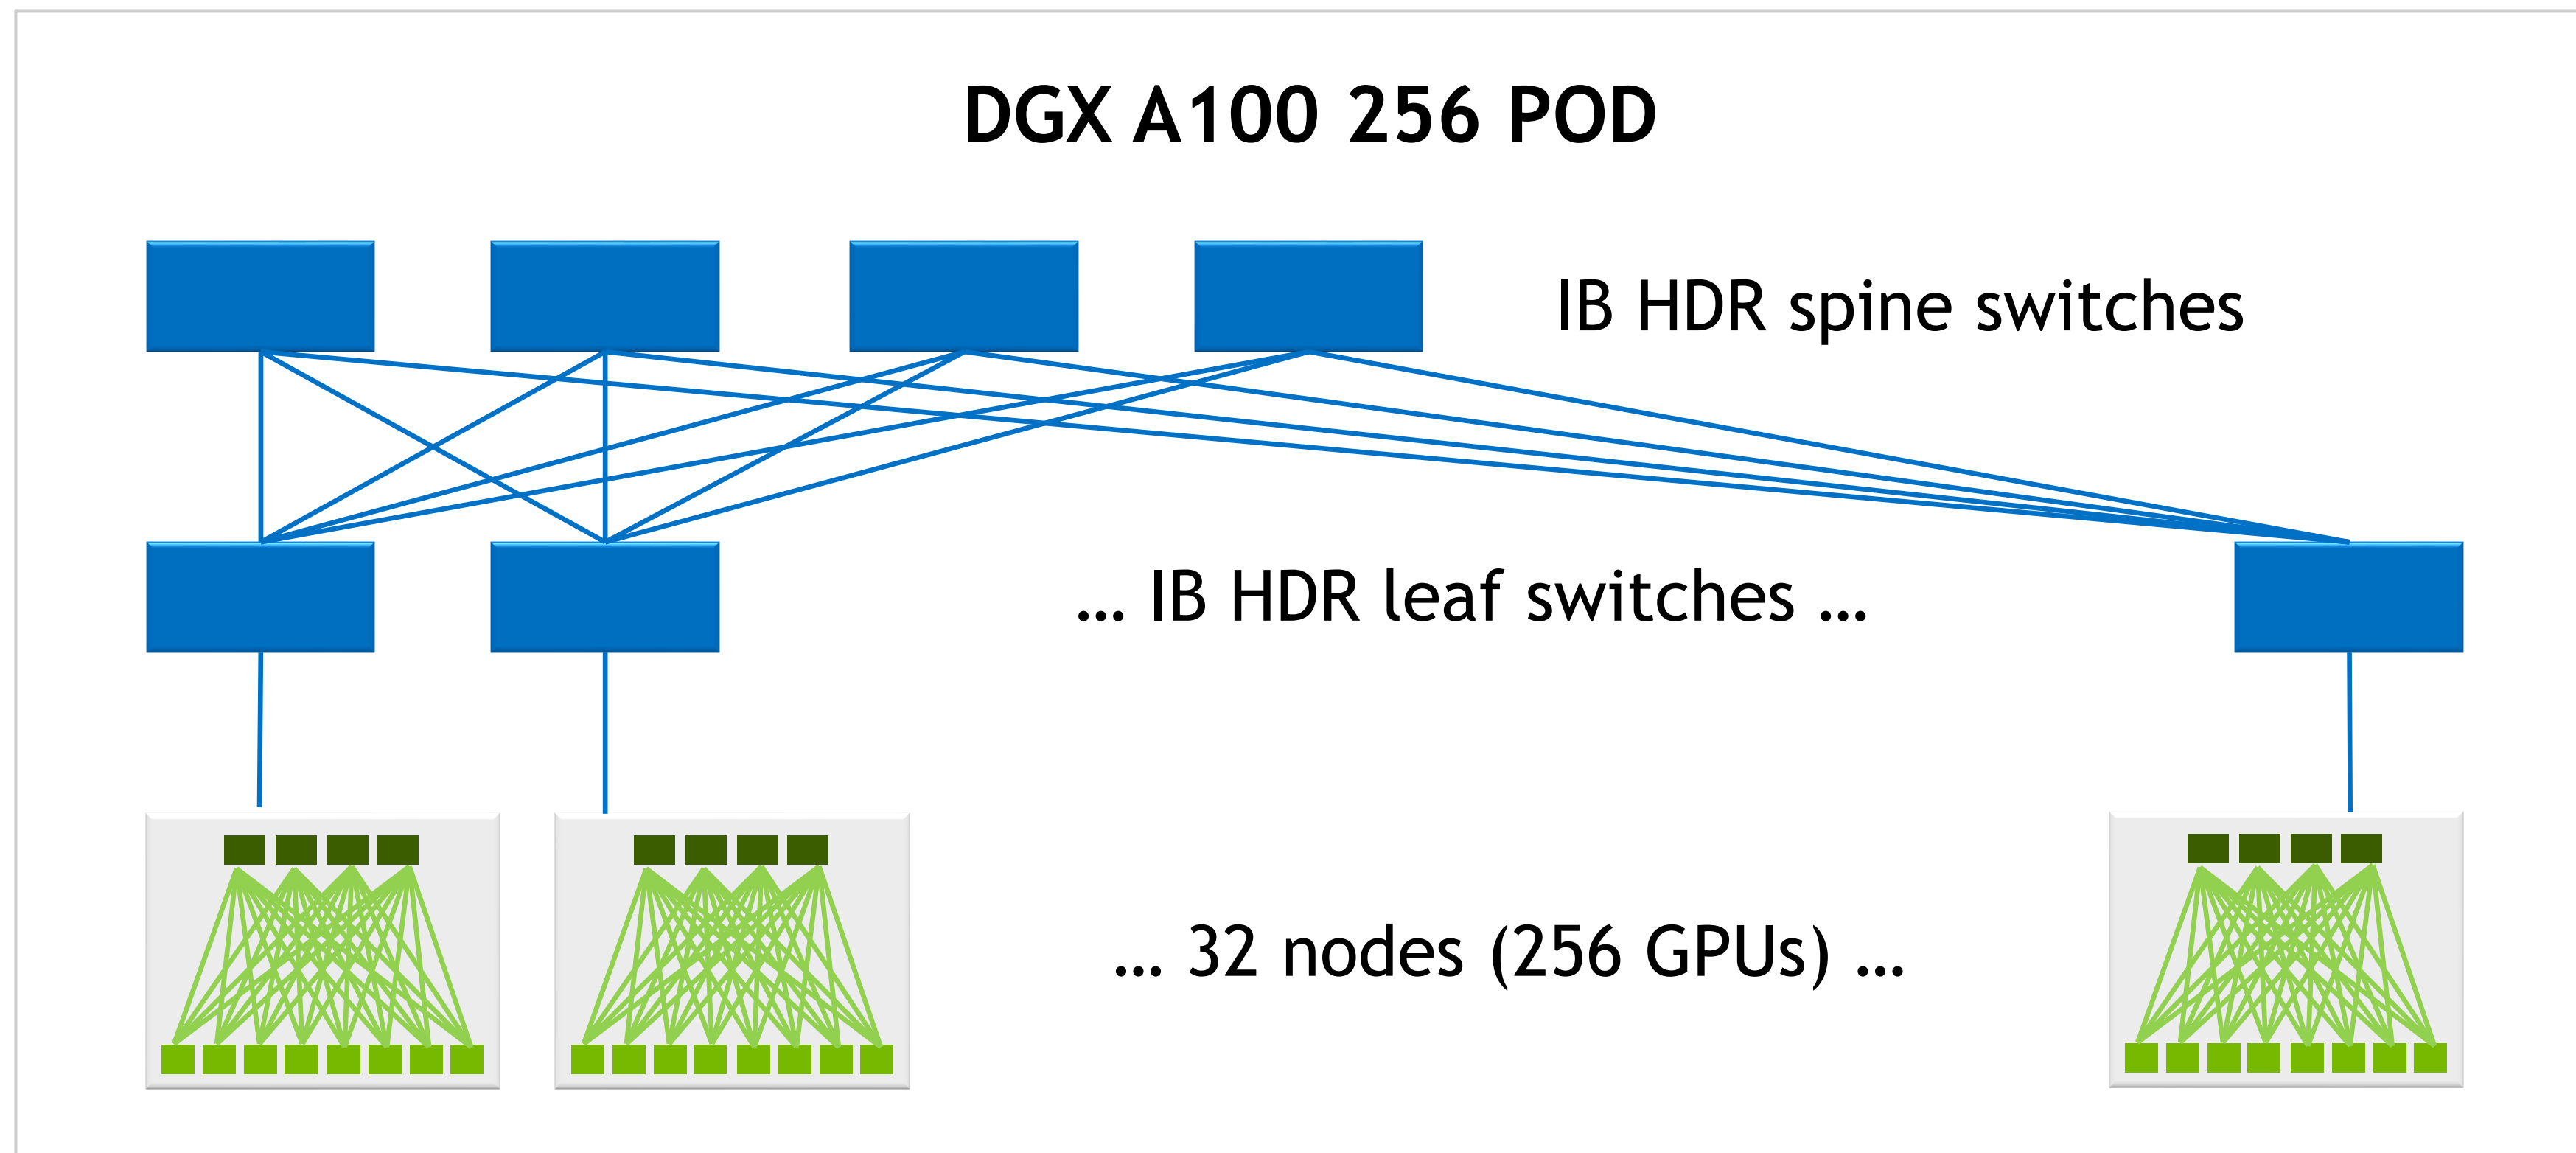 DGX A100 256 POD
IB HDR spine switches
... IB HDR leaf switches ...
... 32 nodes (256 GPUs) ...